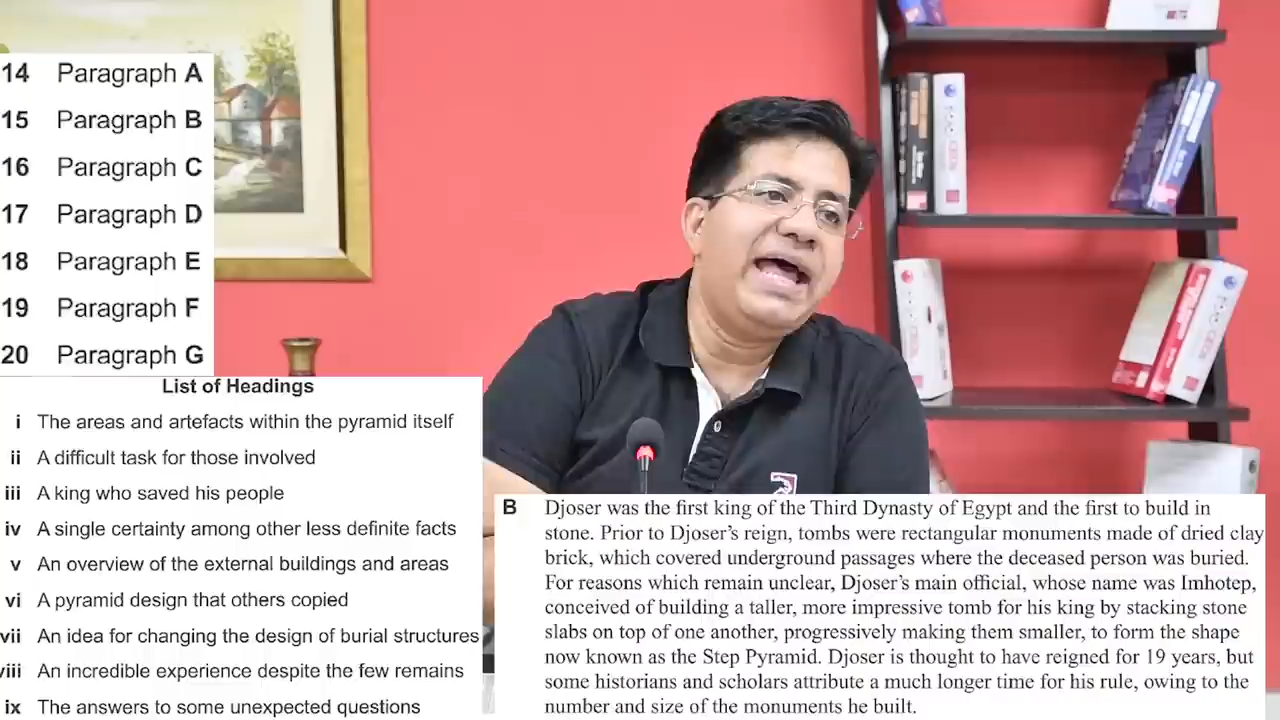 14 Paragraph A
15 Paragraph B
16 Paragraph C
17 Paragraph D
18 Paragraph E
19 Paragraph F
20 Paragraph G
List of Headings
i The areas and artefacts within the pyramid itself
ii A difficult task for those involved
iii A king who saved his people
iv A single certainty among other less definite facts
v An overview of the external buildings and areas
vi A pyramid design that others copied
vii An idea for changing the design of burial structures
viii An incredible experience despite the few remains
ix The answers to some unexpected questions
B Djoser was the first king of the Third Dynasty of Egypt and the first to build in
stone. Prior to Djoser's reign, tombs were rectangular monuments made of dried clay
brick, which covered underground passages where the deceased person was buried.
For reasons which remain unclear, Djoser's main official, whose name was Imhotep,
conceived of building a taller, more impressive tomb for his king by stacking stone
slabs on top of one another, progressively making them smaller, to form the shape
now known as the Step Pyramid. Djoser is thought to have reigned for 19 years, but
some historians and scholars attribute a much longer time for his rule, owing to the
number and size of the monuments he built.